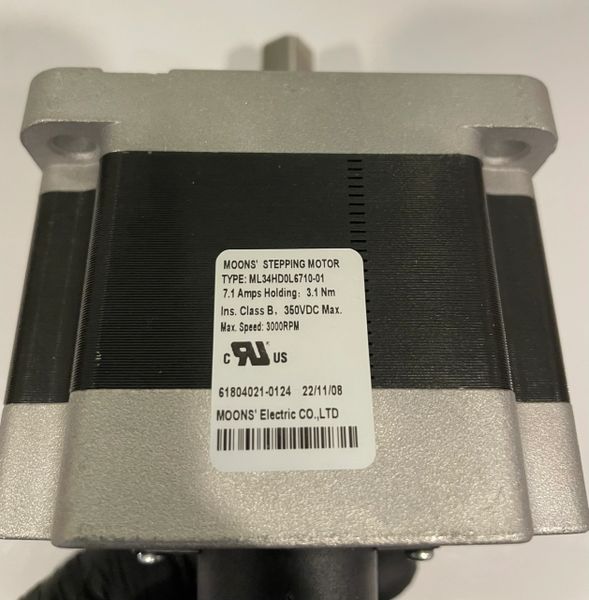 MOONS' STEPPING MOTOR
TYPE: ML34HD0L6710-01
7.1 Amps Holding: 3.1 Nm
Ins. Class B, 350VDC Max.
Max. Speed: 3000RPM
C RU ® US
61804021-0124 22/11/08
MOONS' Electric CO.,LTD